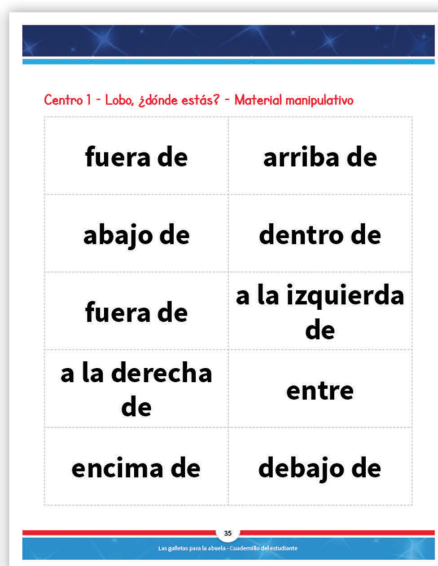 Centro 1 - Lobo, ¿dónde estás? - Material manipulativo
fuera de
arriba de
abajo de
dentro de
fuera de
a la izquierda
de
a la derecha
de
entre
encima de
debajo de
35
Las galletas para la abuela - Cuadernillo del estudiante